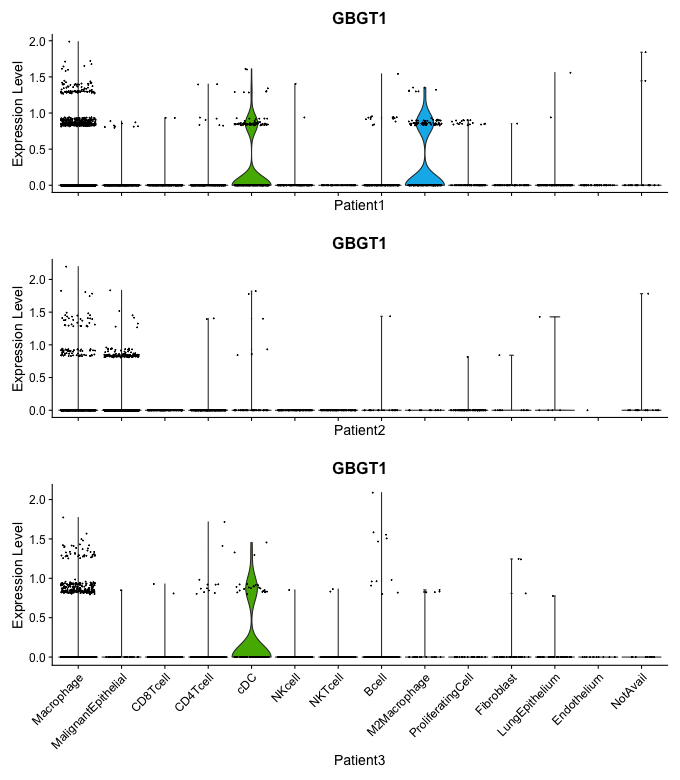 GBGT1
Expression Level
2.0
1.5
1.0
0.5
0.0
Patient1
GBGT1
Expression Level
2.0
1.5
1.0
0.5
0.0
Patient2
GBGT1
Expression Level
2.0
1.5
1.0
0.5
0.0
Macrophage
MalignantEpithelial
CD8Tcell
CD4Tcell
cDC
NKcell
NKTcell
Bcell
M2Macrophage
ProliferatingCell
Fibroblast
LungEpithelium
Endothelium
NotAvail
Patient3